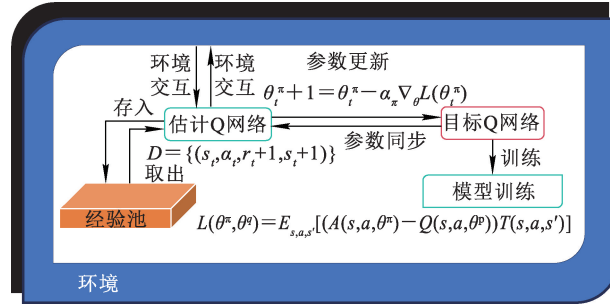 环境
交互
环境
交互
参数更新
θ_t^π+1=θ_t^π−α_π∇_θL(θ_t^π)
存入
估计Q网络
目标Q网络
参数同步
D={(s_t,α_t,r_t+1,s_t+1)}
取出
训练
模型训练
经验池
L(θ^π,θ^q)=E_{s,a,s'}[(A(s,a,θ^π)−Q(s,a,θ^p))T(s,a,s')]
环境